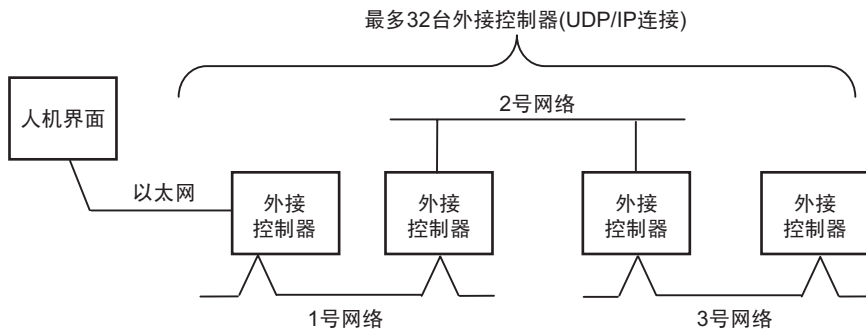 最多32台外接控制器(UDP/IP连接)
人机界面
2号网络
以太网
外接
控制器
外接
控制器
外接
控制器
外接
控制器
1号网络
3号网络